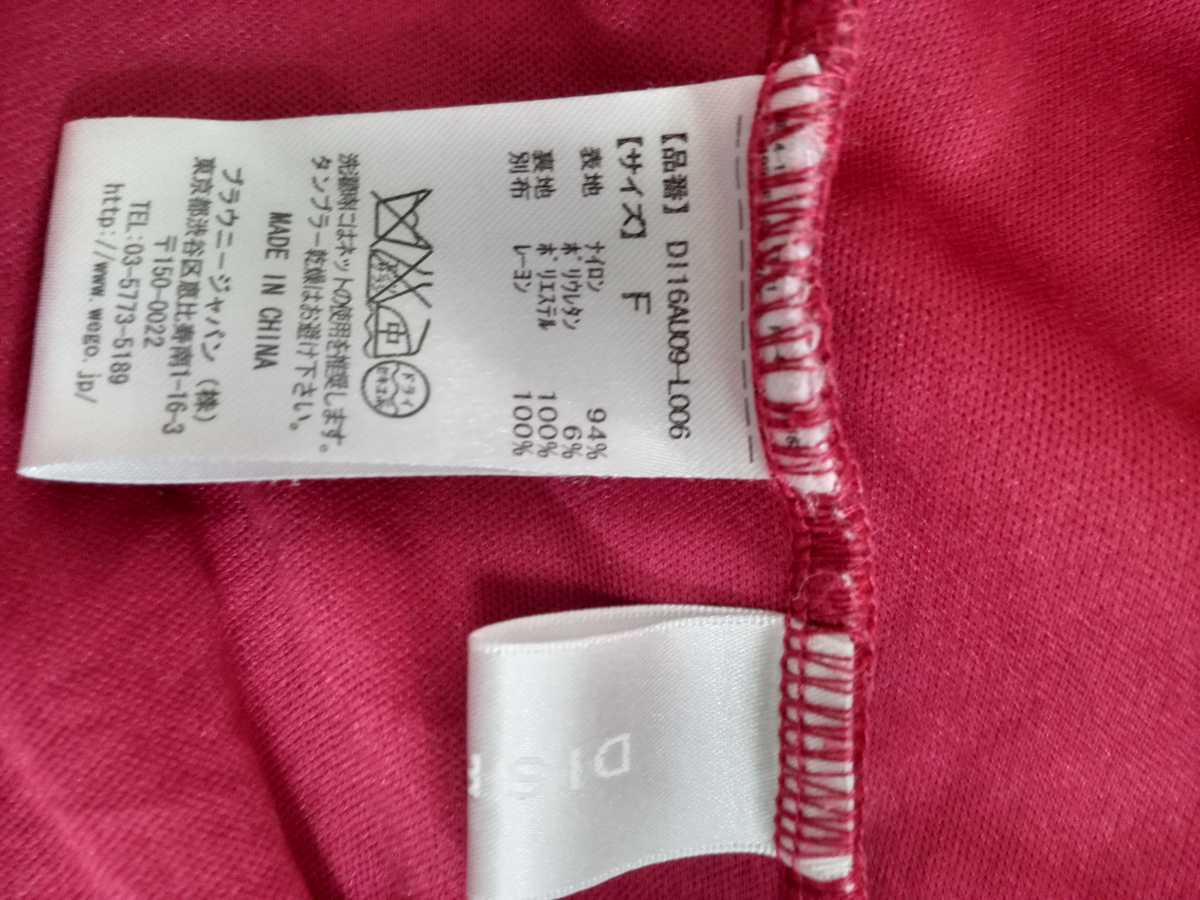 【品番】 DI16AU09-L006
【サイズ】 F
表地 ナイロン 94%
ポリウレタン 6%
裏地 ポリエステル 100%
別布 レーヨン 100%
ドライ
洗濯時にはネットの使用を推奨します。
タンブラー乾燥はお避け下さい。
MADE IN CHINA
ブラウニージャパン（株）
東京都渋谷区恵比寿南1-16-3
〒150-0022
TEL:03-5773-5189
http://www.wego.jp/
DIS